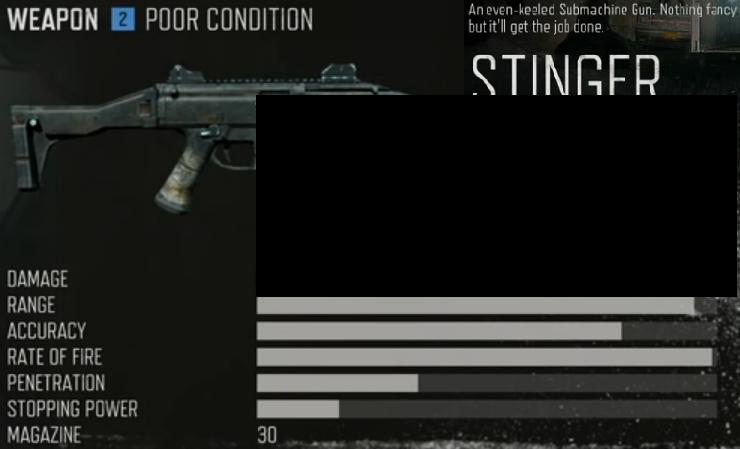 WEAPON 2 POOR CONDITION
An even-keeled Submachine Gun. Nothing fancy
but it'll get the job done.
STINGER
DAMAGE
RANGE
ACCURACY
RATE OF FIRE
PENETRATION
STOPPING POWER
MAGAZINE 30